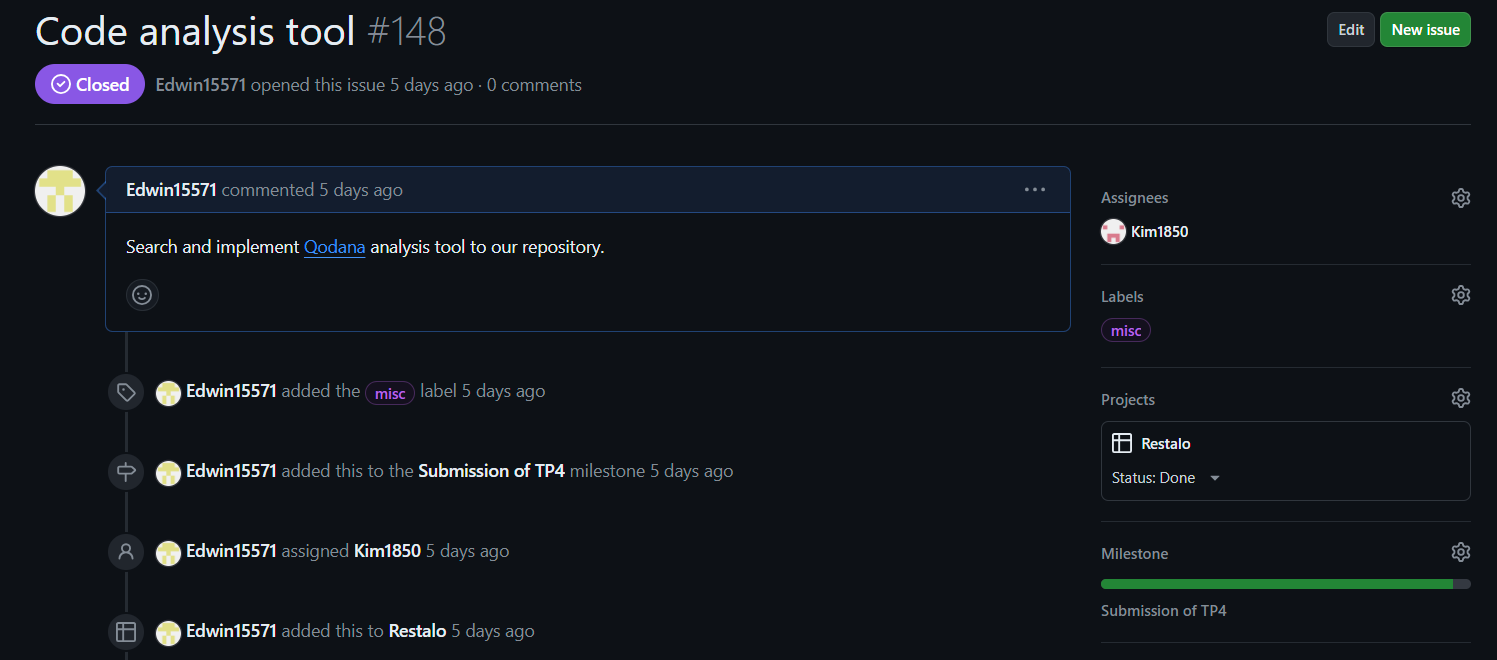 Code analysis tool #148
Edit
New issue
Closed
Edwin15571 opened this issue 5 days ago · 0 comments
Edwin15571 commented 5 days ago
Search and implement Qodana analysis tool to our repository.
Edwin15571 added the misc label 5 days ago
Edwin15571 added this to the Submission of TP4 milestone 5 days ago
Edwin15571 assigned Kim1850 5 days ago
Edwin15571 added this to Restalo 5 days ago
Assignees
Kim1850
Labels
misc
Projects
Restalo
Status: Done
Milestone
Submission of TP4